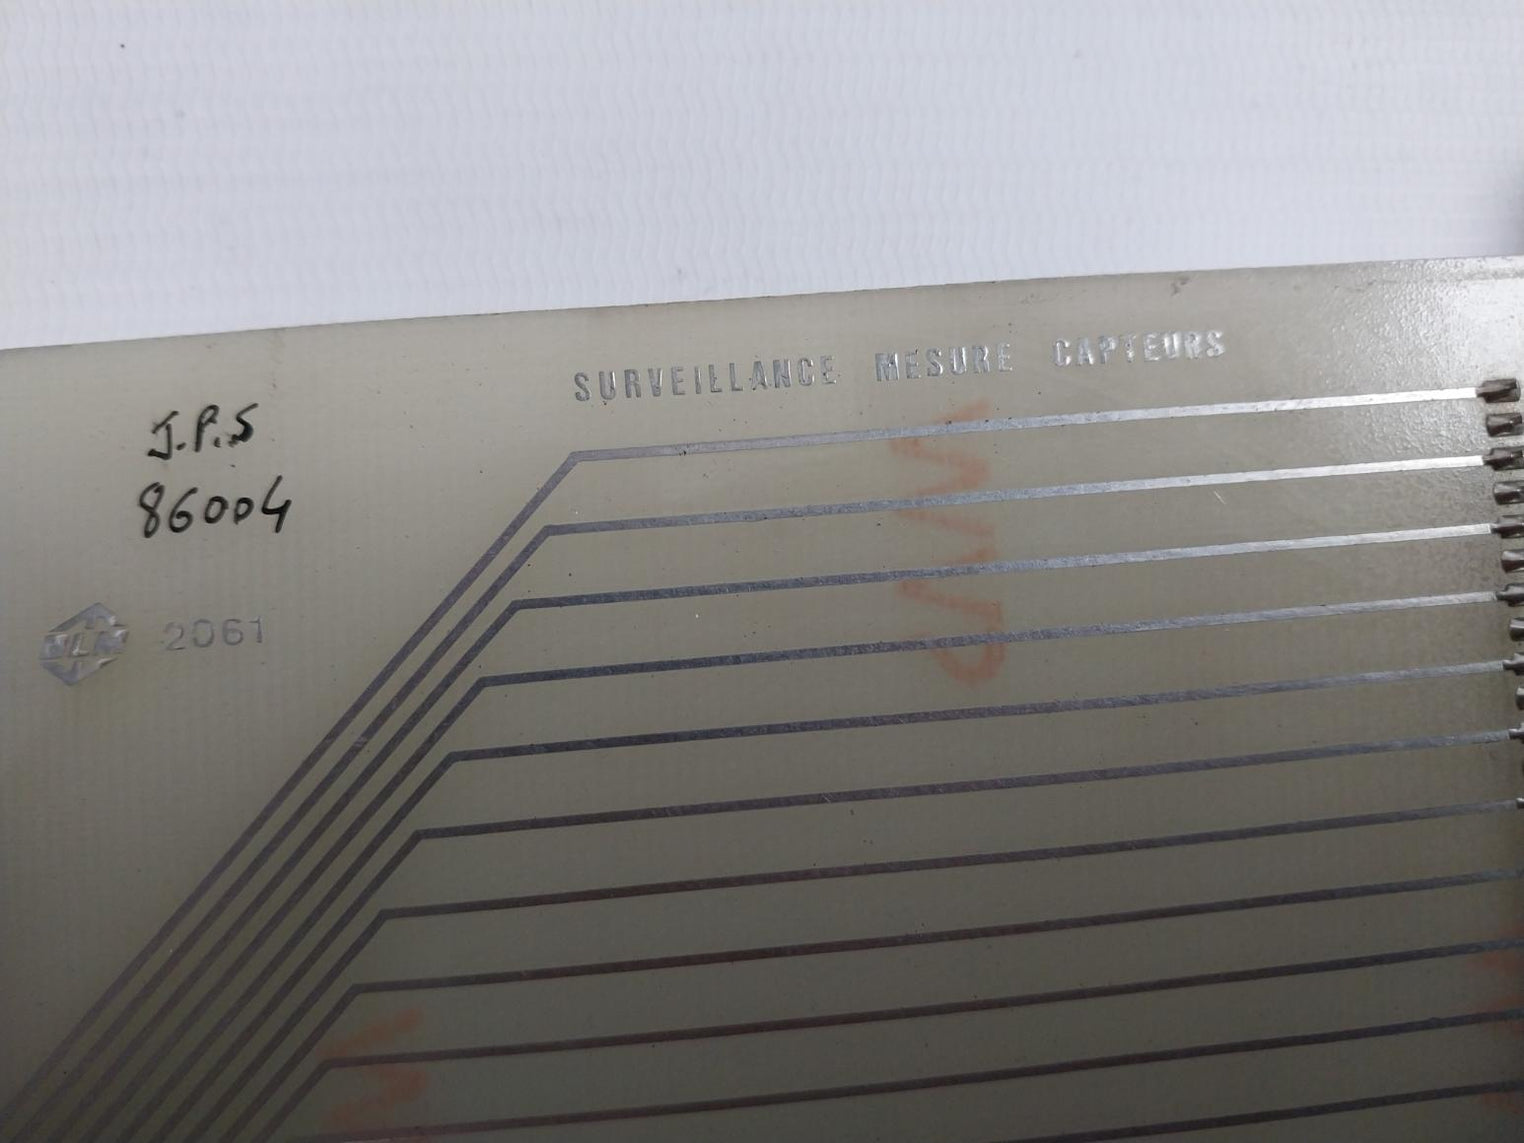 SURVEILLANCE MESURE CAPTEURS
J.P.S
86004
2061